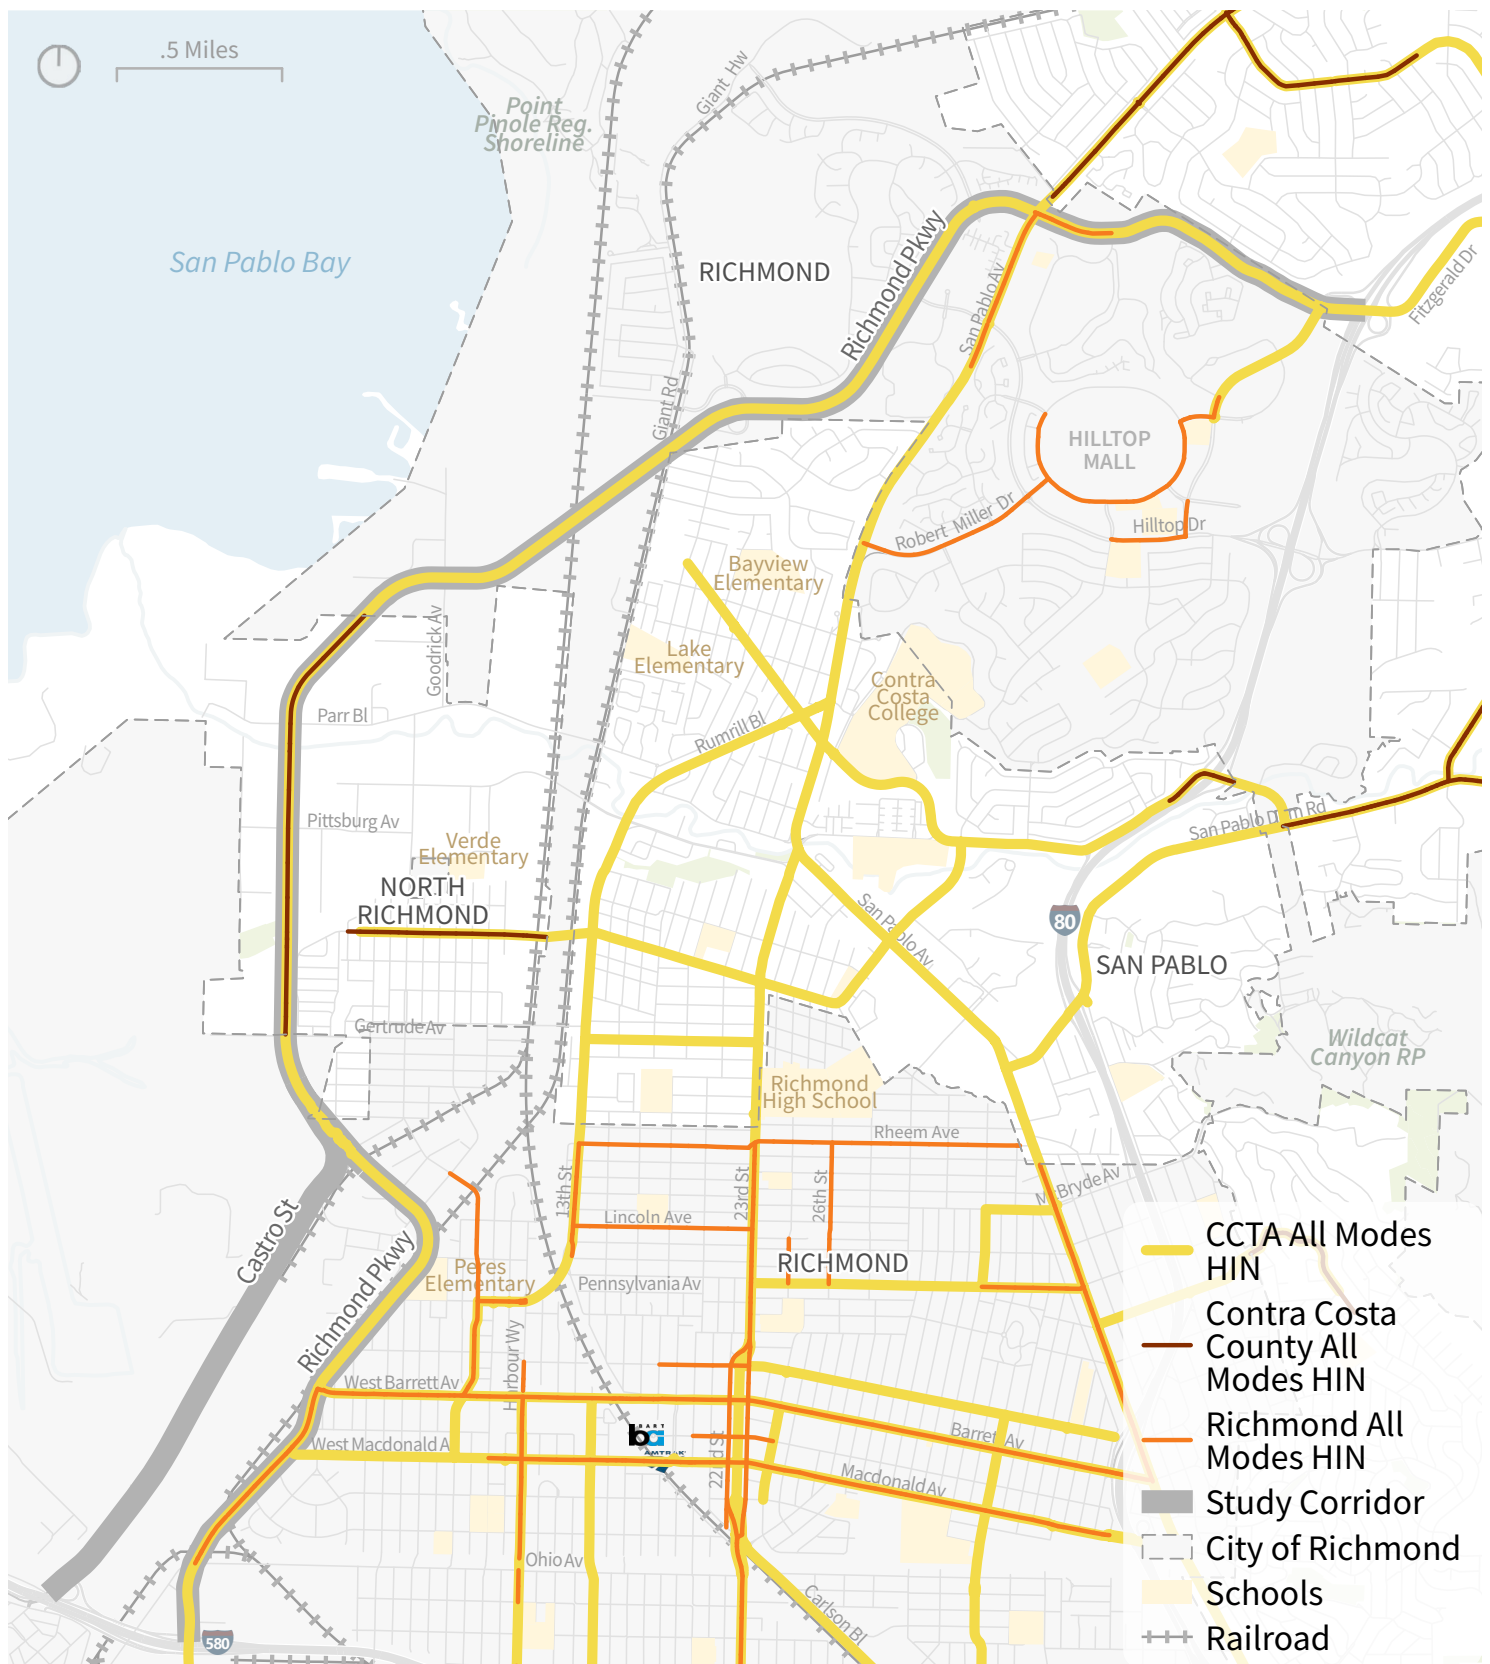 .5 Miles
Point
Pinole Reg.
Shoreline
Giant Hw
San Pablo Bay
RICHMOND
Richmond Pkwy
San Pablo Av
Fitzgerald Dr
Giant Rd
HILLTOP
MALL
Robert Miller Dr
Hilltop Dr
Bayview
Elementary
Goodrick Av
Lake
Elementary
Contra
Costa
College
Parr Bl
Rumrill Bl
Pittsburg Av
San Pablo Dam Rd
Verde
Elementary
NORTH
RICHMOND
San Pablo Av
80
SAN PABLO
Gertrude Av
Wildcat
Canyon RP
Richmond
High School
Rheem Ave
13th St
23rd St
26th St
McBryde Av
Lincoln Ave
Castro St
Richmond Pkwy
RICHMOND
Peres
Elementary
Pennsylvania Av
Harbour Wy
West Barrett Av
Barrett Av
West Macdonald A
BART
ba
AMTRAK
22nd St
Macdonald Av
Ohio Av
Carlson Bl
580
CCTA All Modes
HIN
Contra Costa
County All
Modes HIN
Richmond All
Modes HIN
Study Corridor
City of Richmond
Schools
Railroad